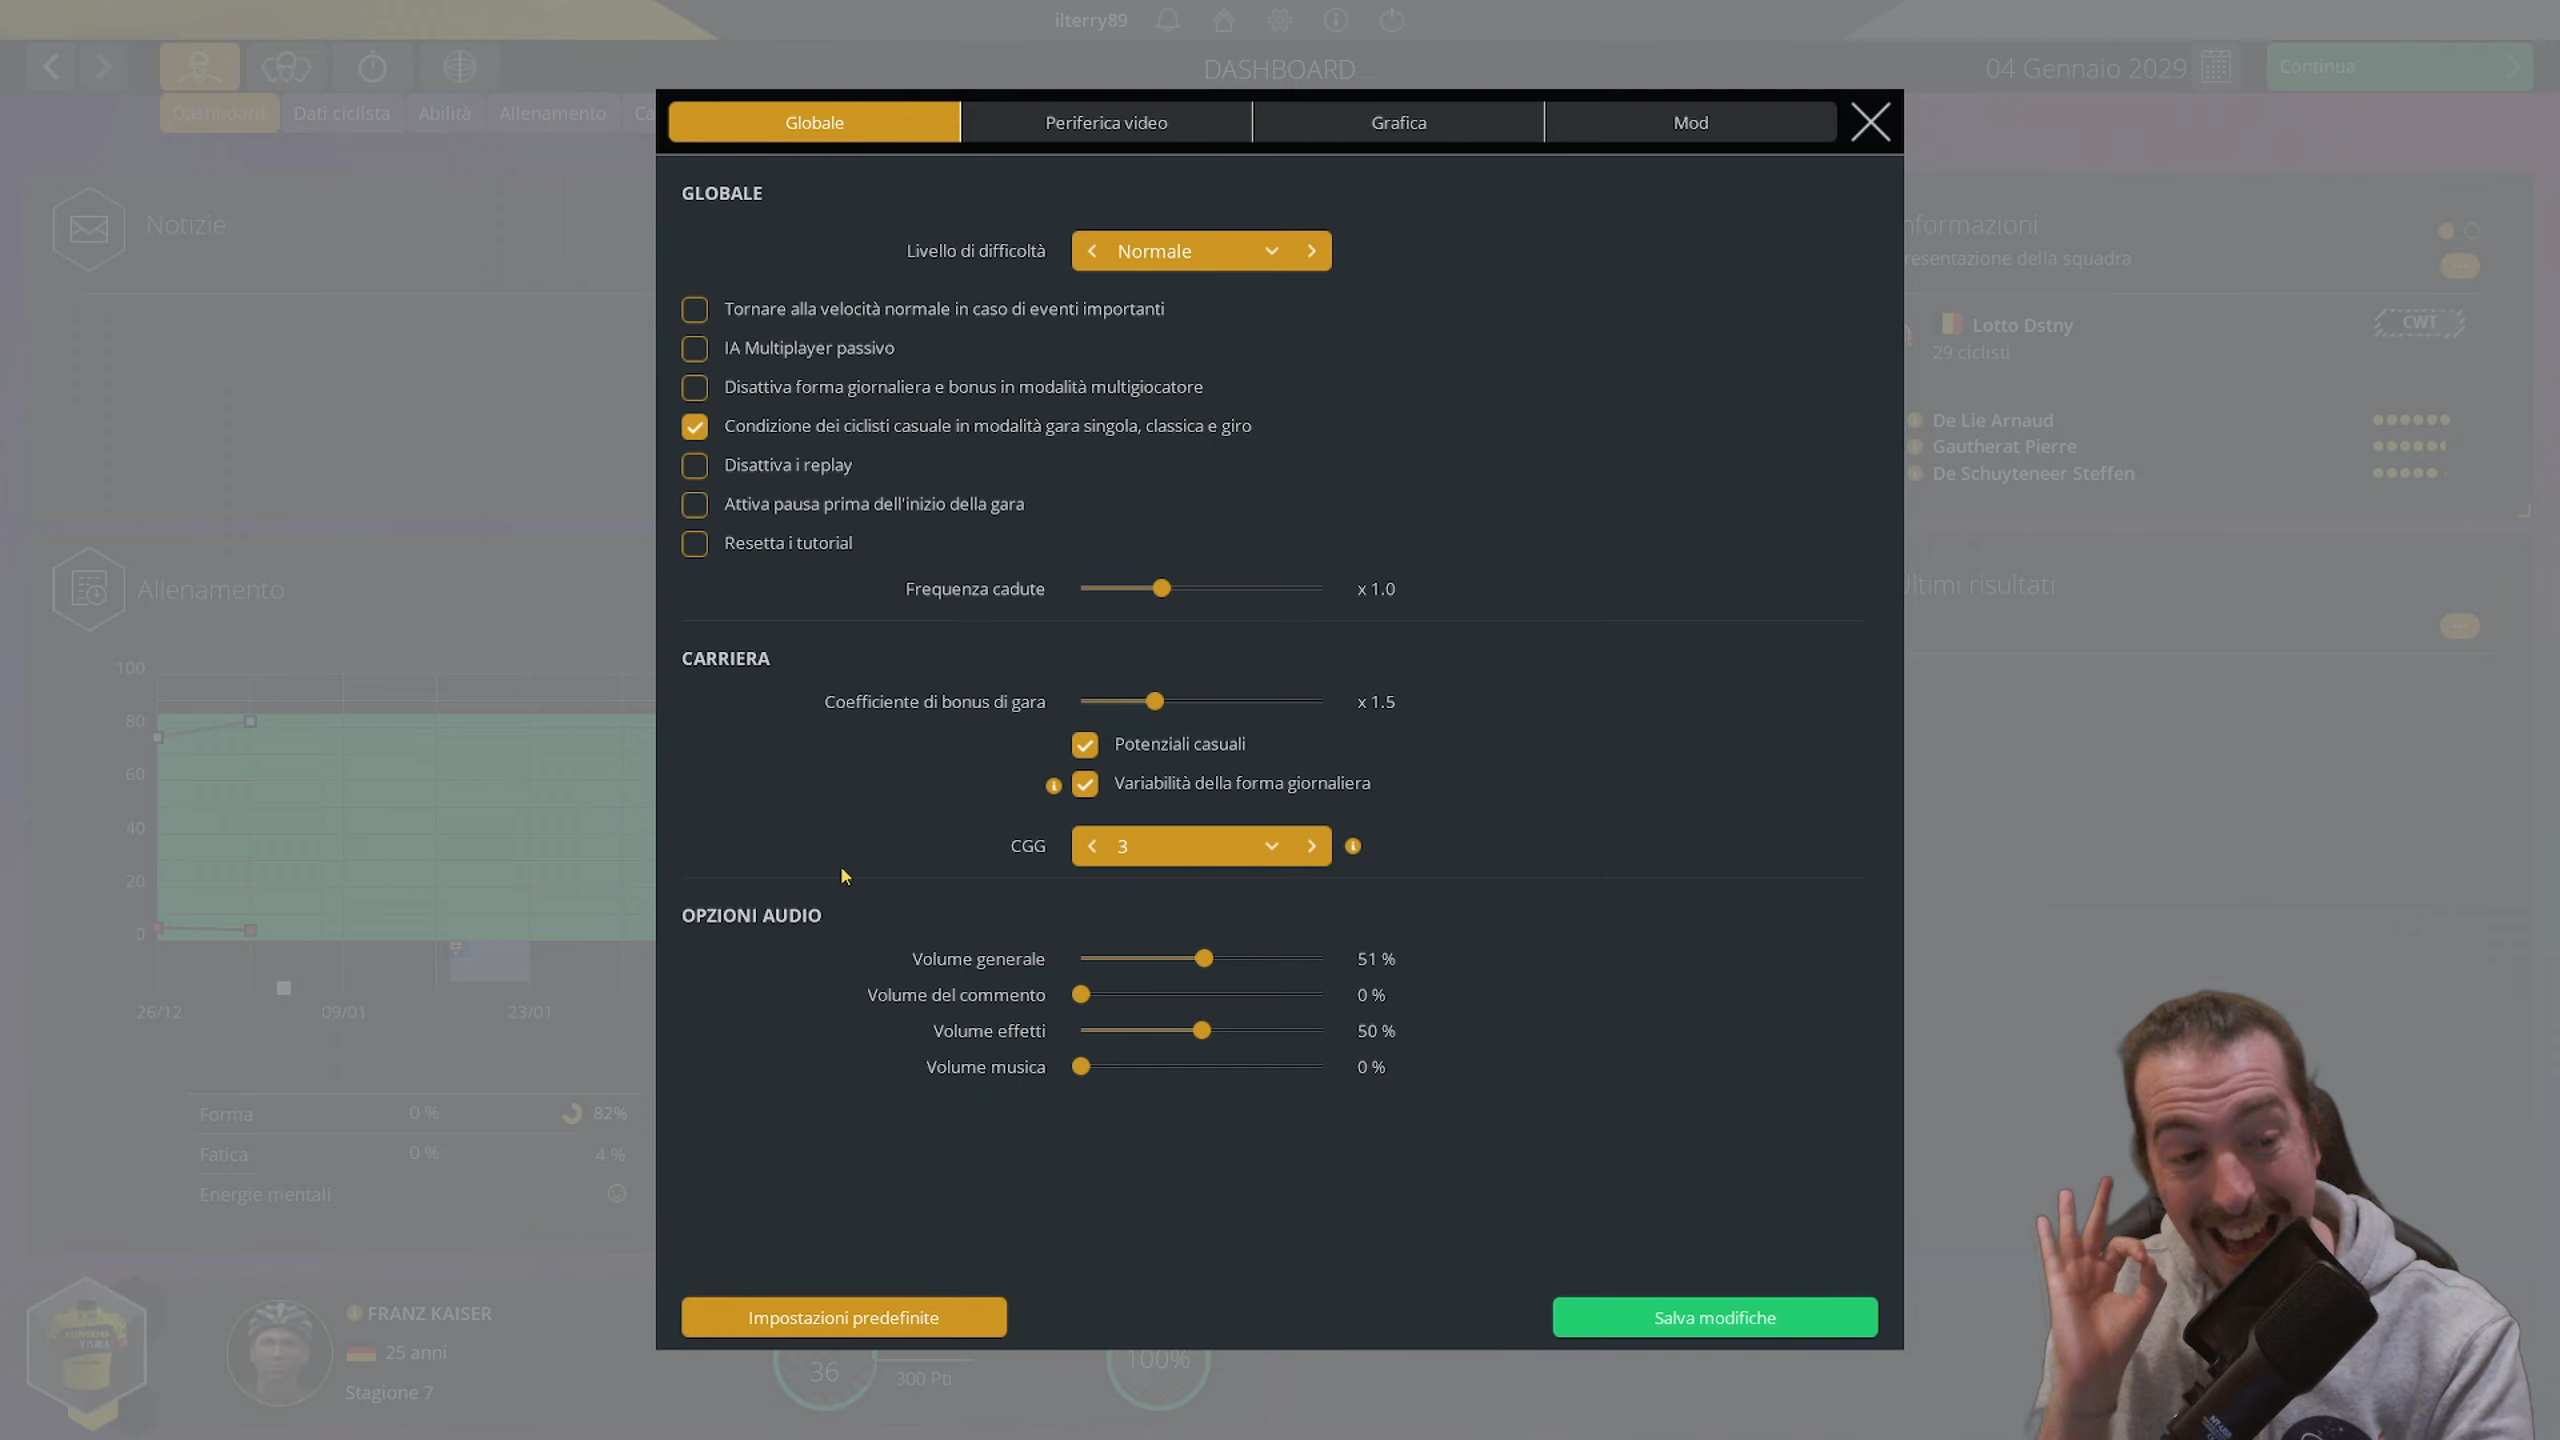 ilterry89
DASHBOARD
04 Gennaio 2029
Continua
Dashboard
Dati ciclista
Abilità
Allenamento
Globale
Periferica video
Grafica
Mod
GLOBALE
Livello di difficoltà
Normale
Tornare alla velocità normale in caso di eventi importanti
IA Multiplayer passivo
Disattiva forma giornaliera e bonus in modalità multigiocatore
Condizione dei ciclisti casuale in modalità gara singola, classica e giro
Disattiva i replay
Attiva pausa prima dell'inizio della gara
Resetta i tutorial
Frequenza cadute
x 1.0
CARRIERA
Coefficiente di bonus di gara
x 1.5
Potenziali casuali
Variabilità della forma giornaliera
CGG
3
OPZIONI AUDIO
Volume generale
51 %
Volume del commento
0 %
Volume effetti
50 %
Volume musica
0 %
Impostazioni predefinite
Salva modifiche
Notizie
Allenamento
100
80
60
40
20
0
26/12
09/01
23/01
Forma
0 %
82%
Fatica
0 %
4 %
Energie mentali
FRANZ KAISER
25 anni
Stagione 7
36
300 Pti
100%
nformazioni
resentazione della squadra
Lotto Dstny
CWT
29 ciclisti
De Lie Arnaud
Gautherat Pierre
De Schuyteneer Steffen
ltimi risultati